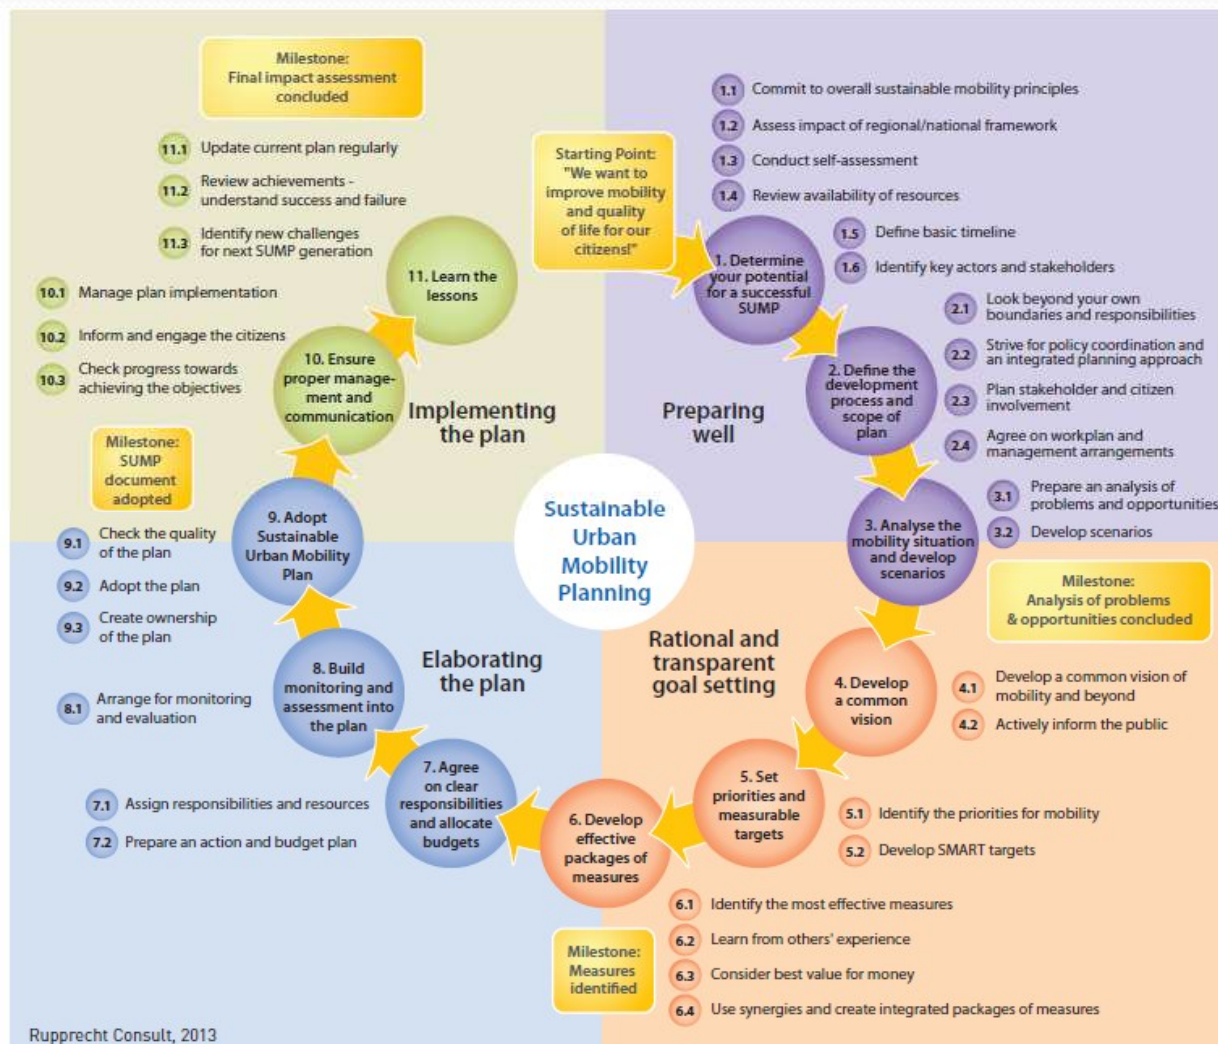 Starting Point:
"We want to
improve mobility
and quality
of life for our
citizens!"
1.1 Commit to overall sustainable mobility principles
1.2 Assess impact of regional/national framework
1.3 Conduct self-assessment
1.4 Review availability of resources
1.5 Define basic timeline
1.6 Identify key actors and stakeholders
1. Determine
your potential
for a successful
SUMP
2.1 Look beyond your own
boundaries and responsibilities
2.2 Strive for policy coordination and
an integrated planning approach
2.3 Plan stakeholder and citizen
involvement
2.4 Agree on workplan and
management arrangements
2. Define the
development
process and
scope of
plan
Preparing
well
3.1 Prepare an analysis of
problems and opportunities
3.2 Develop scenarios
3. Analyse the
mobility situation
and develop
scenarios
Milestone:
Analysis of problems
& opportunities concluded
Rational and
transparent
goal setting
4. Develop
a common
vision
4.1 Develop a common vision of
mobility and beyond
4.2 Actively inform the public
5. Set
priorities and
measurable
targets
5.1 Identify the priorities for mobility
5.2 Develop SMART targets
6. Develop
effective
packages of
measures
6.1 Identify the most effective measures
6.2 Learn from others' experience
6.3 Consider best value for money
6.4 Use synergies and create integrated packages of measures
Milestone:
Measures
identified
Elaborating
the plan
7. Agree
on clear
responsibilities
and allocate
budgets
7.1 Assign responsibilities and resources
7.2 Prepare an action and budget plan
8. Build
monitoring and
assessment into
the plan
8.1 Arrange for monitoring
and evaluation
9. Adopt
Sustainable
Urban Mobility
Plan
9.1 Check the quality
of the plan
9.2 Adopt the plan
9.3 Create ownership
of the plan
Milestone:
SUMP
document
adopted
Implementing
the plan
10. Ensure
proper manage-
ment and
communication
10.1 Manage plan implementation
10.2 Inform and engage the citizens
10.3 Check progress towards
achieving the objectives
11. Learn the
lessons
11.1 Update current plan regularly
11.2 Review achievements -
understand success and failure
11.3 Identify new challenges
for next SUMP generation
Milestone:
Final impact assessment
concluded
Sustainable
Urban
Mobility
Planning
Rupprecht Consult, 2013